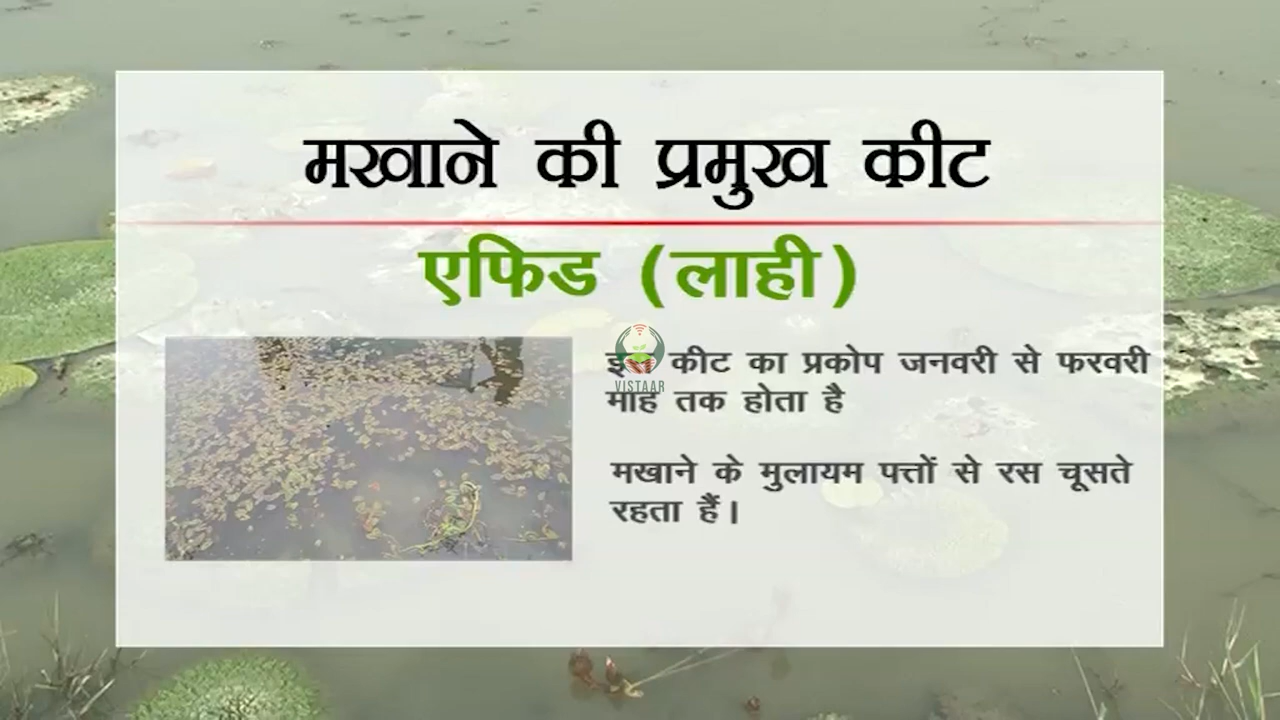 मखाने की प्रमुख कीट
एफिड (लाही)
कीट का प्रकोप जनवरी से फरवरी
माह तक होता है
मखाने के मुलायम पत्तों से रस चूसते
रहता हैं।
VISTAAR